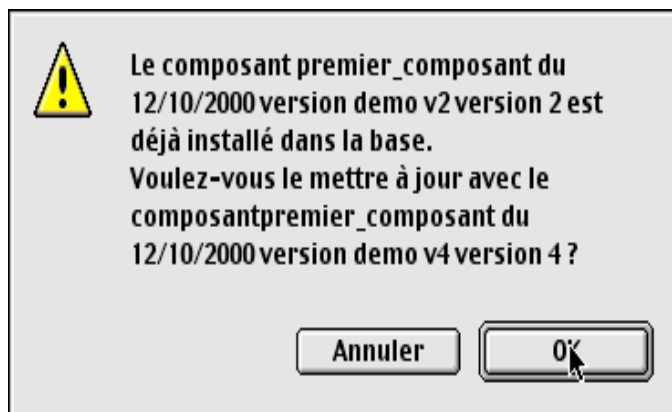 Le composant premier_composant du
12/10/2000 version demo v2 version 2 est
déjà installé dans la base.
Voulez-vous le mettre à jour avec le
composantpremier_composant du
12/10/2000 version demo v4 version 4 ?
Annuler
OK